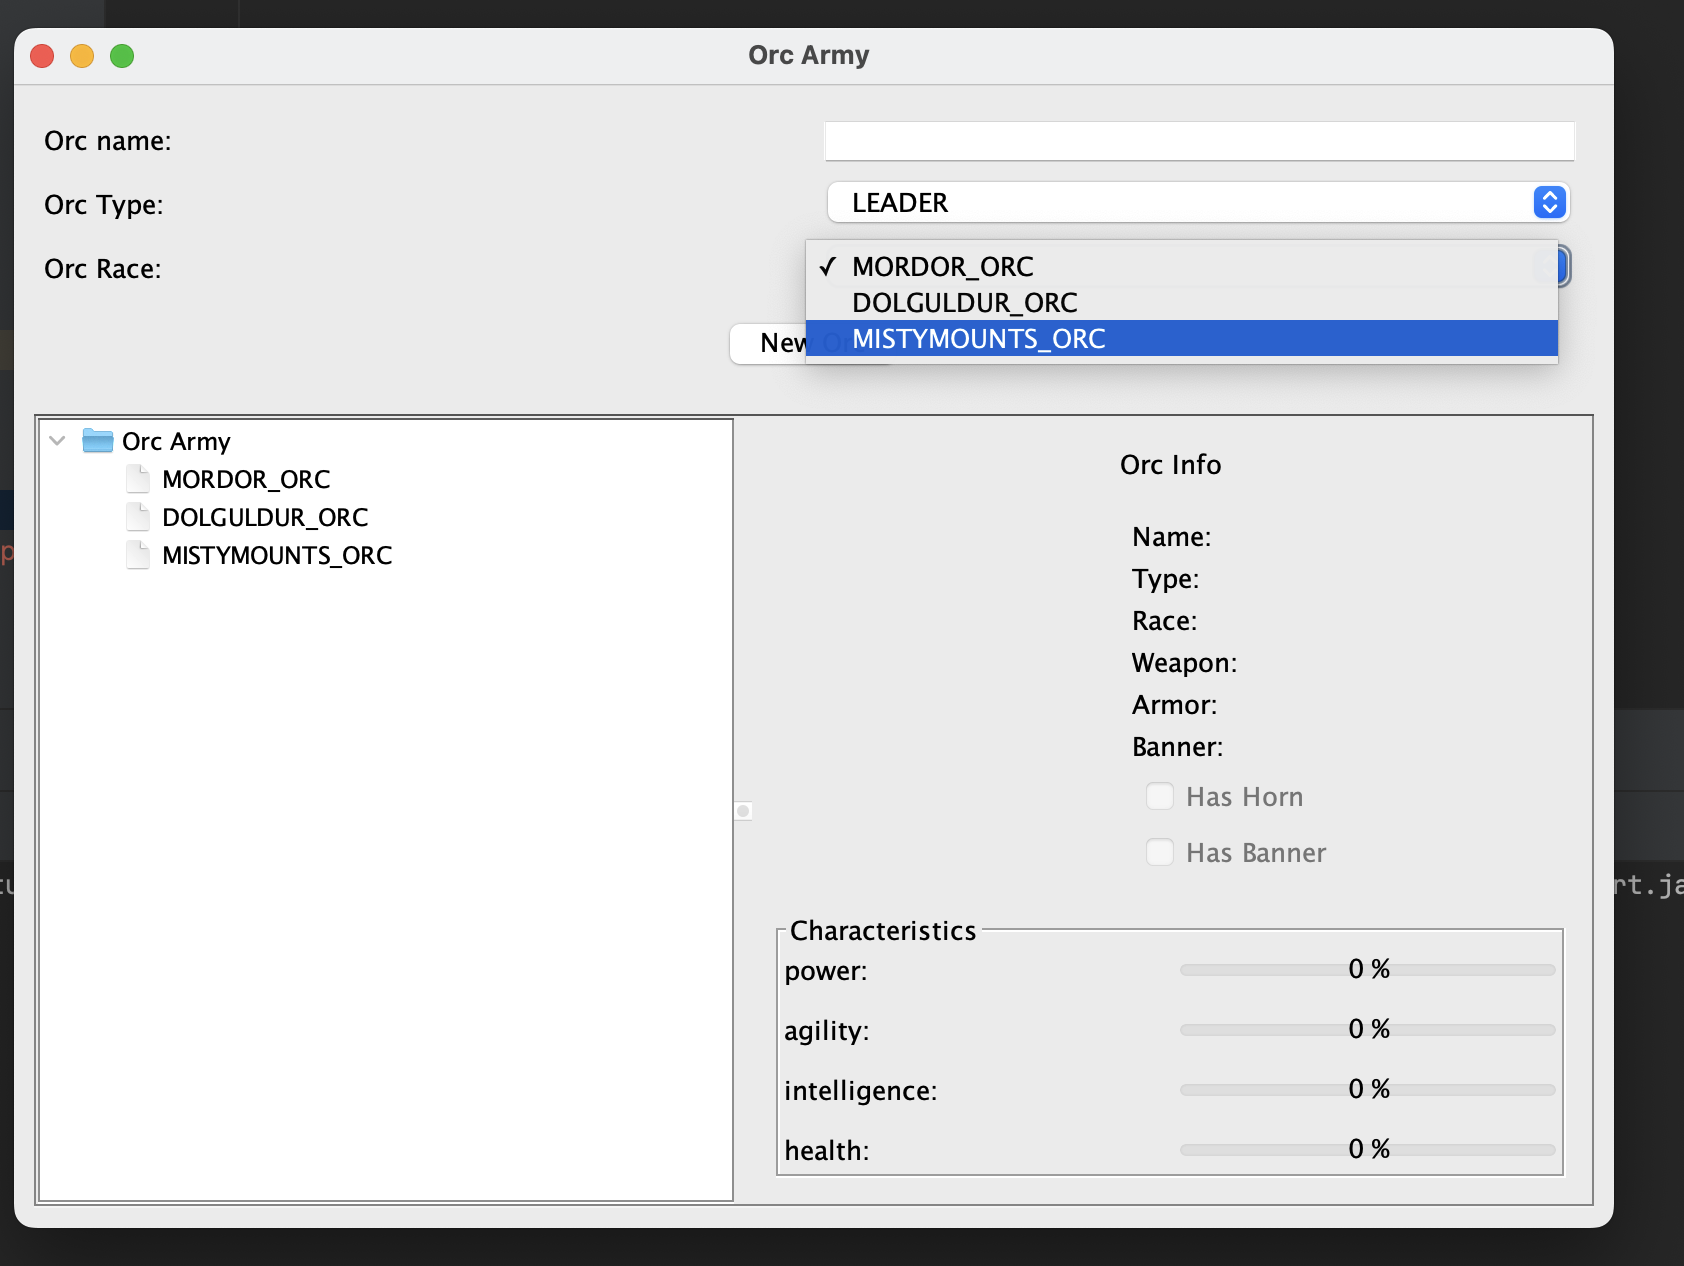 Orc Army
Orc name:
Orc Type: LEADER
Orc Race:
✓ MORDOR_ORC
DOLGULDUR_ORC
MISTYMOUNTS_ORC
New Or
Orc Army
MORDOR_ORC
DOLGULDUR_ORC
MISTYMOUNTS_ORC
Orc Info
Name:
Type:
Race:
Weapon:
Armor:
Banner:
Has Horn
Has Banner
Characteristics
power: 0 %
agility: 0 %
intelligence: 0 %
health: 0 %
p
rt.ja